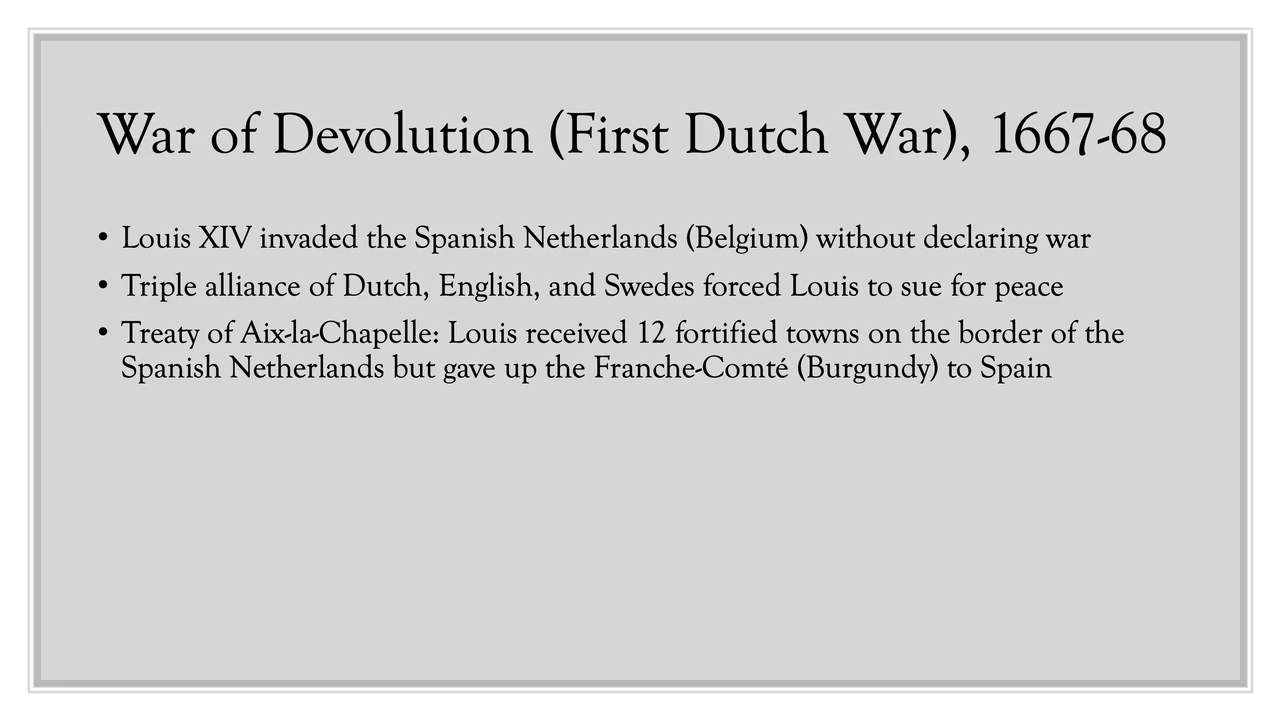 War of Devolution (First Dutch War), 1667-68
• Louis XIV invaded the Spanish Netherlands (Belgium) without declaring war
• Triple alliance of Dutch, English, and Swedes forced Louis to sue for peace
• Treaty of Aix-la-Chapelle: Louis received 12 fortified towns on the border of the
Spanish Netherlands but gave up the Franche-Comté (Burgundy) to Spain